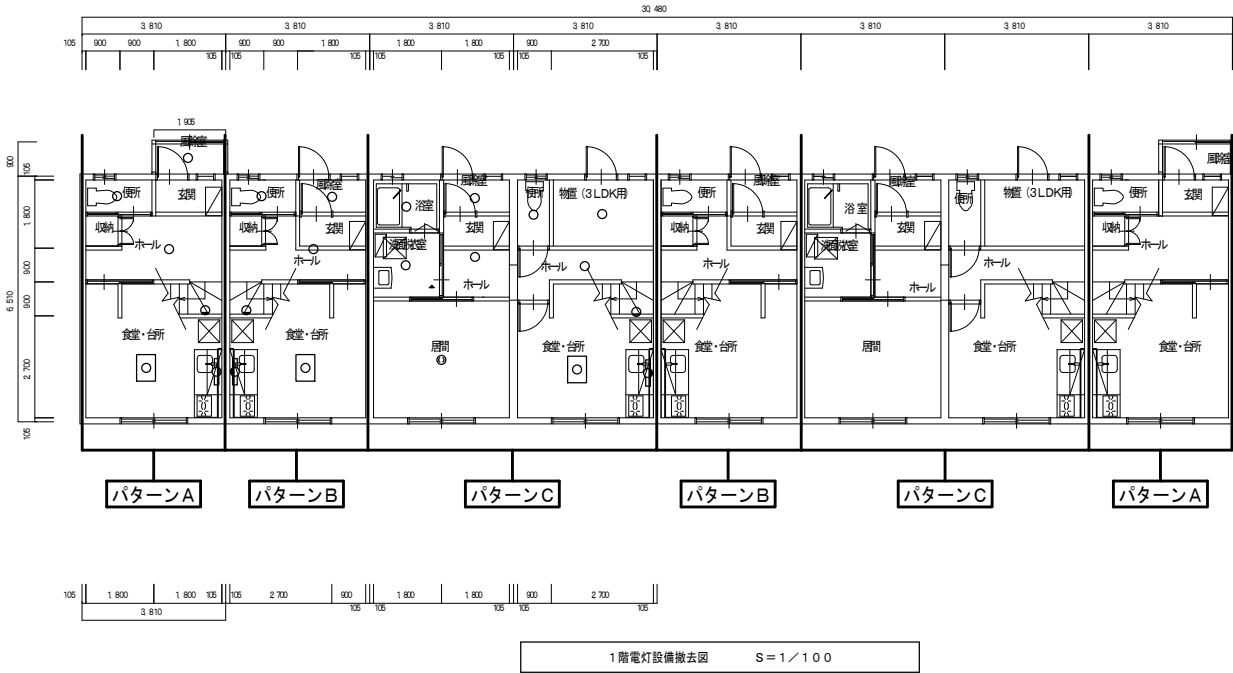 30,480
3,810 3,810 3,810 3,810 3,810 3,810 3,810 3,810
105 900 900 1,800 105 105 900 900 1,800 105 105 1,800 1,800 105 105 900 2,700 105
1,905
900
105
1,800
900
6,510
900
2,700
105
風除室 風除室 風除室 風除室 風除室
便所 玄関 便所 浴室 便所 物置(3LDK用) 便所 浴室 便所 物置(3LDK用) 便所 玄関
収納 玄関 収納 玄関 収納 玄関 玄関 収納
洗面脱衣室 洗面脱衣室
ホール ホール ホール ホール ホール ホール ホール ホール
食堂・台所 食堂・台所 居間 食堂・台所 食堂・台所 居間 食堂・台所 食堂・台所
パターンA パターンB パターンC パターンB パターンC パターンA
105 1,800 1,800 105 105 2,700 900 105 105 1,800 1,800 105 105 900 2,700 105
3,810
1階電灯設備撤去図 S=1/100